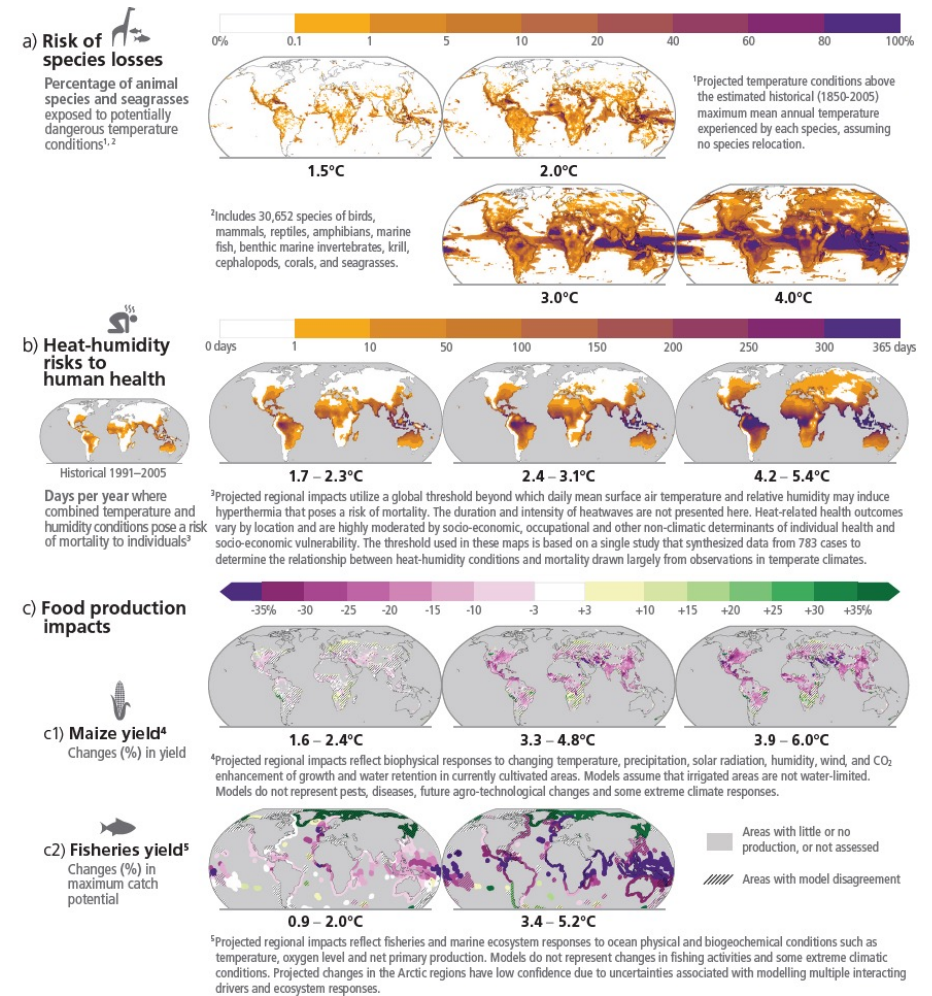 a) Risk of
species losses
Percentage of animal
species and seagrasses
exposed to potentially
dangerous temperature
conditions1, 2
0% 0.1 1 5 10 20 40 60 80 100%
1.5°C
2.0°C
1Projected temperature conditions above
the estimated historical (1850-2005)
maximum mean annual temperature
experienced by each species, assuming
no species relocation.
2Includes 30,652 species of birds,
mammals, reptiles, amphibians, marine
fish, benthic marine invertebrates, krill,
cephalopods, corals, and seagrasses.
3.0°C
4.0°C
b) Heat-humidity
risks to
human health
0 days 1 10 50 100 150 200 250 300 365 days
Historical 1991–2005
1.7 – 2.3°C
2.4 – 3.1°C
4.2 – 5.4°C
Days per year where
combined temperature and
humidity conditions pose a risk
of mortality to individuals3
3Projected regional impacts utilize a global threshold beyond which daily mean surface air temperature and relative humidity may induce
hyperthermia that poses a risk of mortality. The duration and intensity of heatwaves are not presented here. Heat-related health outcomes
vary by location and are highly moderated by socio-economic, occupational and other non-climatic determinants of individual health and
socio-economic vulnerability. The threshold used in these maps is based on a single study that synthesized data from 783 cases to
determine the relationship between heat-humidity conditions and mortality drawn largely from observations in temperate climates.
c) Food production
impacts
-35% -30 -25 -20 -15 -10 -3 +3 +10 +15 +20 +25 +30 +35%
c1) Maize yield4
Changes (%) in yield
1.6 – 2.4°C
3.3 – 4.8°C
3.9 – 6.0°C
4Projected regional impacts reflect biophysical responses to changing temperature, precipitation, solar radiation, humidity, wind, and CO2
enhancement of growth and water retention in currently cultivated areas. Models assume that irrigated areas are not water-limited.
Models do not represent pests, diseases, future agro-technological changes and some extreme climate responses.
c2) Fisheries yield5
Changes (%) in
maximum catch
potential
0.9 – 2.0°C
3.4 – 5.2°C
Areas with little or no
production, or not assessed
Areas with model disagreement
5Projected regional impacts reflect fisheries and marine ecosystem responses to ocean physical and biogeochemical conditions such as
temperature, oxygen level and net primary production. Models do not represent changes in fishing activities and some extreme climatic
conditions. Projected changes in the Arctic regions have low confidence due to uncertainties associated with modelling multiple interacting
drivers and ecosystem responses.